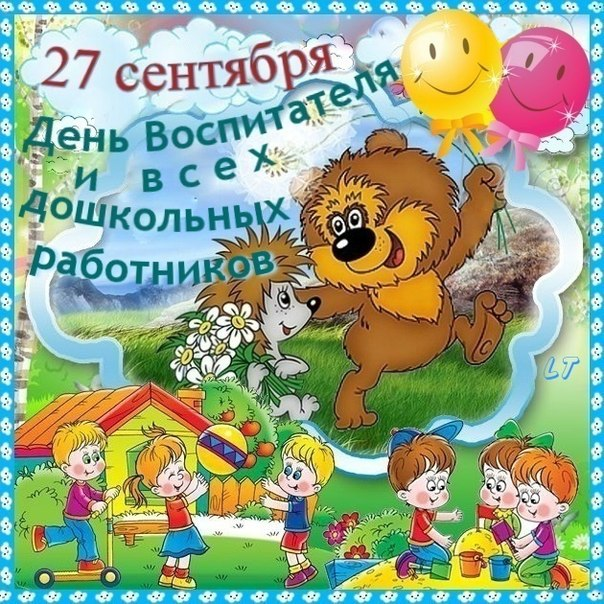 27 сентября
День Воспитателя
и всех
дошкольных
работников
LT